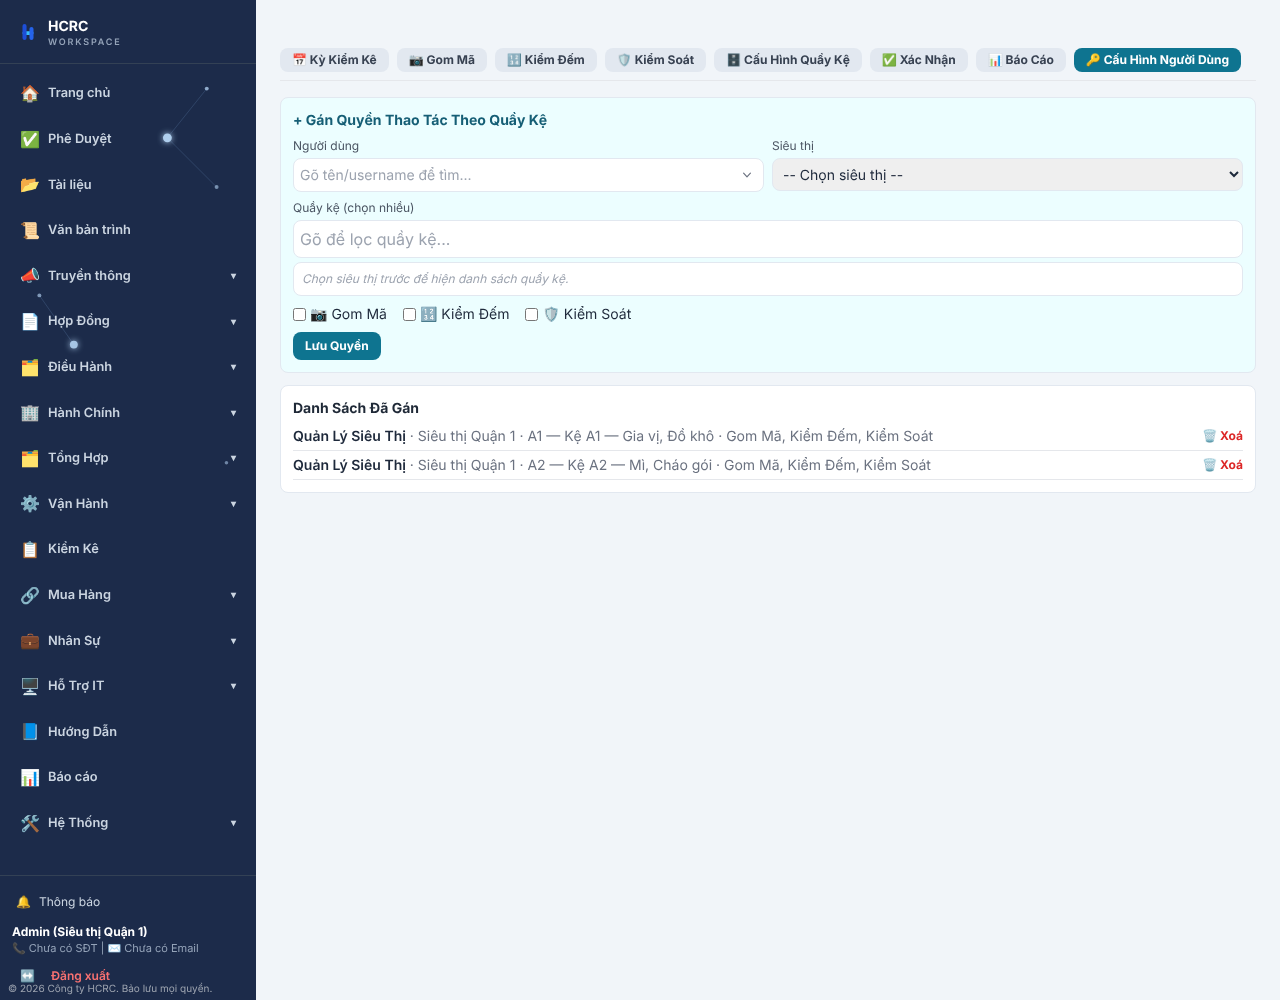 HCRC
WORKSPACE
Trang chủ
Phê Duyệt
Tài liệu
Văn bản trình
Truyền thông
Hợp Đồng
Điều Hành
Hành Chính
Tổng Hợp
Vận Hành
Kiểm Kê
Mua Hàng
Nhân Sự
Hỗ Trợ IT
Hướng Dẫn
Báo cáo
Hệ Thống
Thông báo
Admin (Siêu thị Quận 1)
Chưa có SĐT | Chưa có Email
Đăng xuất
© 2026 Công ty HCRC. Bảo lưu mọi quyền.
Kỳ Kiểm Kê Gom Mã Kiểm Đếm Kiểm Soát Cấu Hình Quầy Kệ Xác Nhận Báo Cáo Cấu Hình Người Dùng
+ Gán Quyền Thao Tác Theo Quầy Kệ
Người dùng Siêu thị
Gõ tên/username để tìm... -- Chọn siêu thị --
Quầy kệ (chọn nhiều)
Gõ để lọc quầy kệ...
Chọn siêu thị trước để hiện danh sách quầy kệ.
Gom Mã Kiểm Đếm Kiểm Soát
Lưu Quyền
Danh Sách Đã Gán
Quản Lý Siêu Thị · Siêu thị Quận 1 · A1 — Kệ A1 — Gia vị, Đồ khô · Gom Mã, Kiểm Đếm, Kiểm Soát Xoá
Quản Lý Siêu Thị · Siêu thị Quận 1 · A2 — Kệ A2 — Mì, Cháo gói · Gom Mã, Kiểm Đếm, Kiểm Soát Xoá